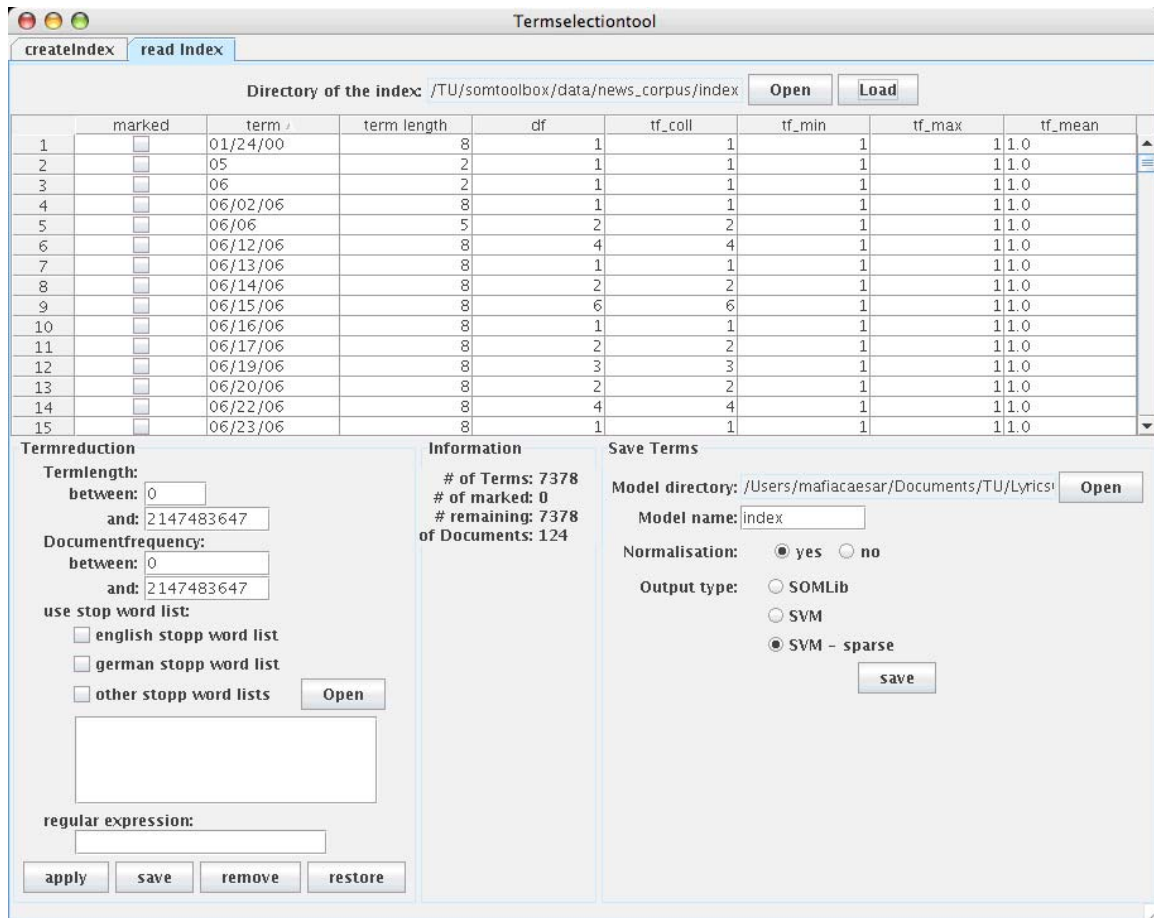 Termselectiontool
createIndex read Index
Directory of the index: /TU/somtoolbox/data/news_corpus/index Open Load
marked term term length df tf_coll tf_min tf_max tf_mean
1 01/24/00 8 1 1 1 1 1.0
2 05 2 1 1 1 1 1.0
3 06 2 1 1 1 1 1.0
4 06/02/06 8 1 1 1 1 1.0
5 06/06 5 2 2 1 1 1.0
6 06/12/06 8 4 4 1 1 1.0
7 06/13/06 8 1 1 1 1 1.0
8 06/14/06 8 2 2 1 1 1.0
9 06/15/06 8 6 6 1 1 1.0
10 06/16/06 8 1 1 1 1 1.0
11 06/17/06 8 2 2 1 1 1.0
12 06/19/06 8 3 3 1 1 1.0
13 06/20/06 8 2 2 1 1 1.0
14 06/22/06 8 4 4 1 1 1.0
15 06/23/06 8 1 1 1 1 1.0
Termreduction
Termlength:
between: 0
and: 2147483647
Documentfrequency:
between: 0
and: 2147483647
use stop word list:
english stopp word list
german stopp word list
other stopp word lists Open
regular expression:
apply save remove restore
Information
# of Terms: 7378
# of marked: 0
# remaining: 7378
of Documents: 124
Save Terms
Model directory: /Users/mafiacaesar/Documents/TU/Lyrics Open
Model name: index
Normalisation: yes no
Output type: SOMLib
SVM
SVM - sparse
save